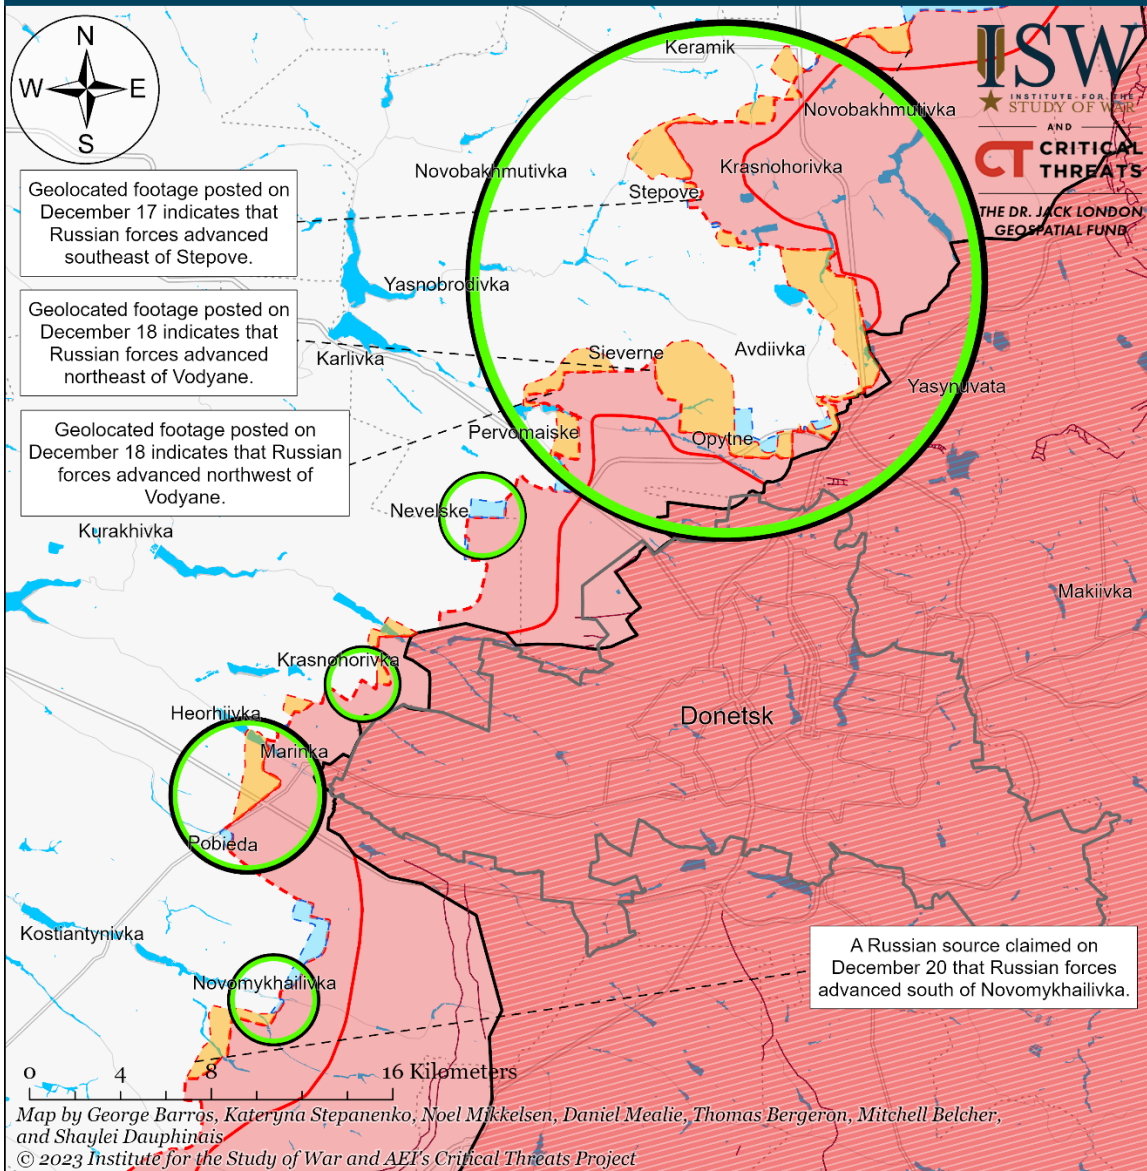 N
W
E
S
ISW
INSTITUTE FOR THE
STUDY OF WAR
AND
CT CRITICAL
THREATS
THE DR. JACK LONDON
GEOSPATIAL FUND
Keramik
Novobakhmutivka
Novobakhmutivka
Krasnohorivka
Stepove
Geolocated footage posted on
December 17 indicates that
Russian forces advanced
southeast of Stepove.
Yasnobrodivka
Geolocated footage posted on
December 18 indicates that
Russian forces advanced
northeast of Vodyane.
Karlivka
Sieverne
Avdiivka
Yasynuvata
Geolocated footage posted on
December 18 indicates that Russian
forces advanced northwest of
Vodyane.
Pervomaiske
Opytne
Nevelske
Kurakhivka
Makiivka
Krasnohorivka
Heorhiivka
Donetsk
Marinka
Pobieda
Kostiantynivka
A Russian source claimed on
December 20 that Russian forces
advanced south of Novomykhailivka.
Novomykhailivka
0 4 8 16 Kilometers
Map by George Barros, Kateryna Stepanenko, Noel Mikkelsen, Daniel Mealie, Thomas Bergeron, Mitchell Belcher,
and Shaylei Dauphinais
© 2023 Institute for the Study of War and AEI's Critical Threats Project